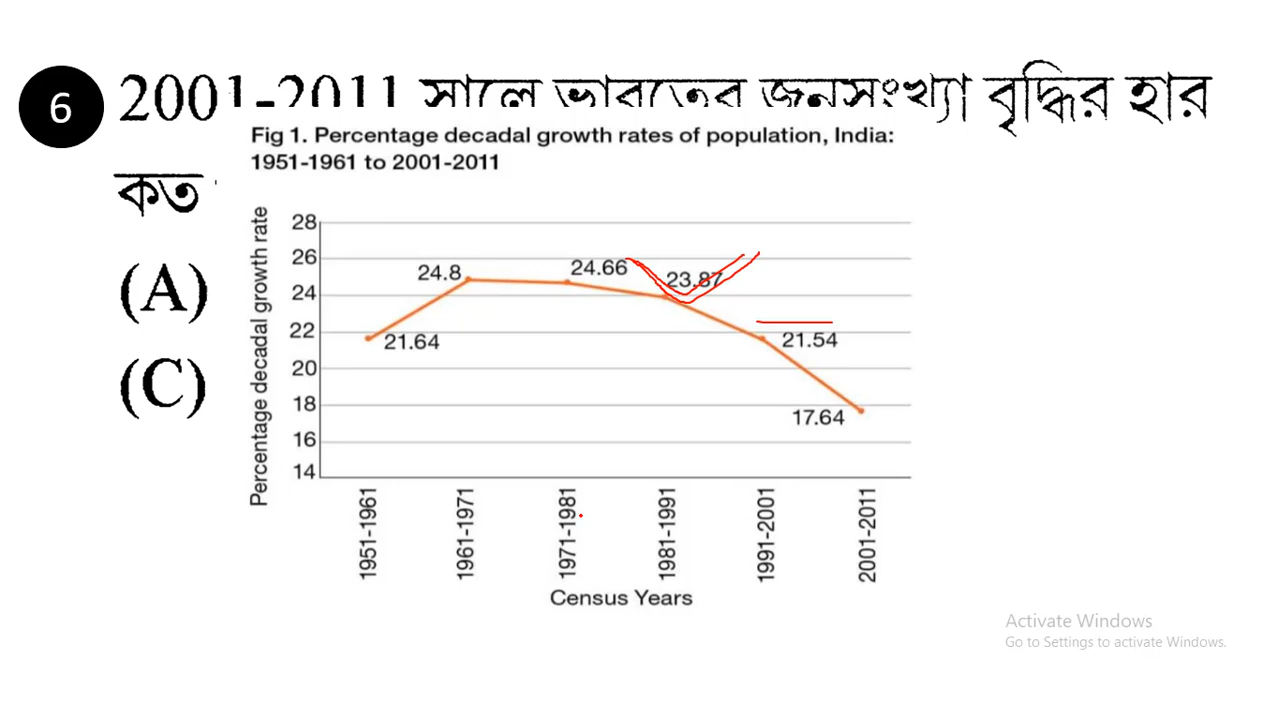 6
2001-2011 সালে ভারতের জনসংখ্যা বৃদ্ধির হার
কত
(A)
(C)
Fig 1. Percentage decadal growth rates of population, India:
1951-1961 to 2001-2011
Percentage decadal growth rate
28
26
24
22
20
18
16
14
21.64
24.8
24.66
23.87
21.54
17.64
1951-1961
1961-1971
1971-1981
1981-1991
1991-2001
2001-2011
Census Years
Activate Windows
Go to Settings to activate Windows.